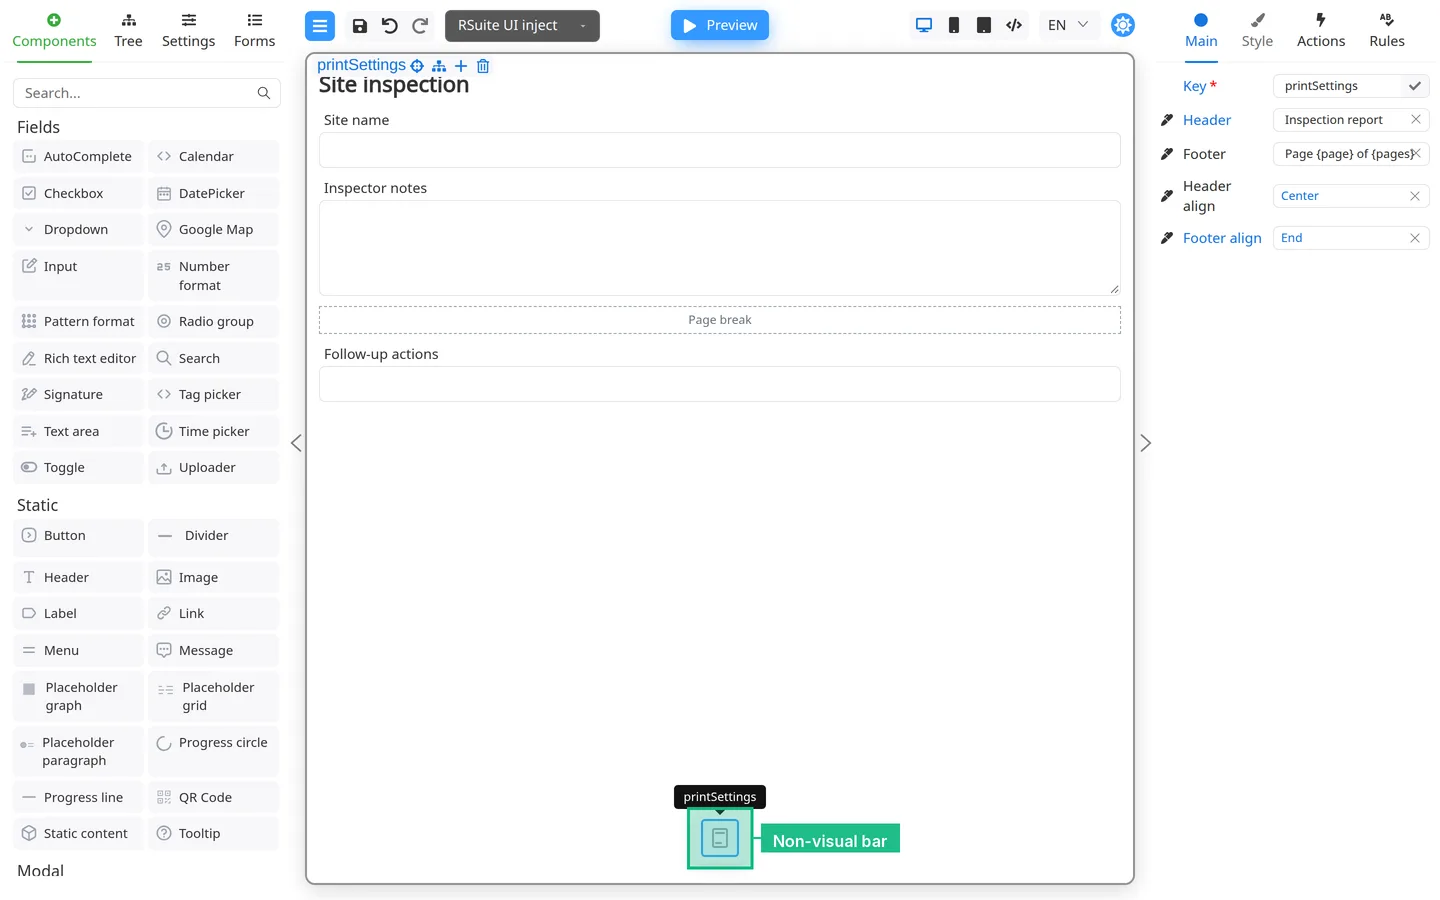 Components
Tree
Settings
Forms
RSuite UI inject
Preview
EN
Main
Style
Actions
Rules
Search...
Fields
AutoComplete
Calendar
Checkbox
DatePicker
Dropdown
Google Map
Input
Number
format
Pattern format
Radio group
Rich text editor
Search
Signature
Tag picker
Text area
Time picker
Toggle
Uploader
Static
Button
Divider
Header
Image
Label
Link
Menu
Message
Placeholder
graph
Placeholder
grid
Placeholder
paragraph
Progress circle
Progress line
QR Code
Static content
Tooltip
Modal
printSettings
Site inspection
Site name
Inspector notes
Page break
Follow-up actions
printSettings
Non-visual bar
Key *
printSettings
Header
Inspection report
Footer
Page {page} of {pages}
Header
align
Center
Footer align
End